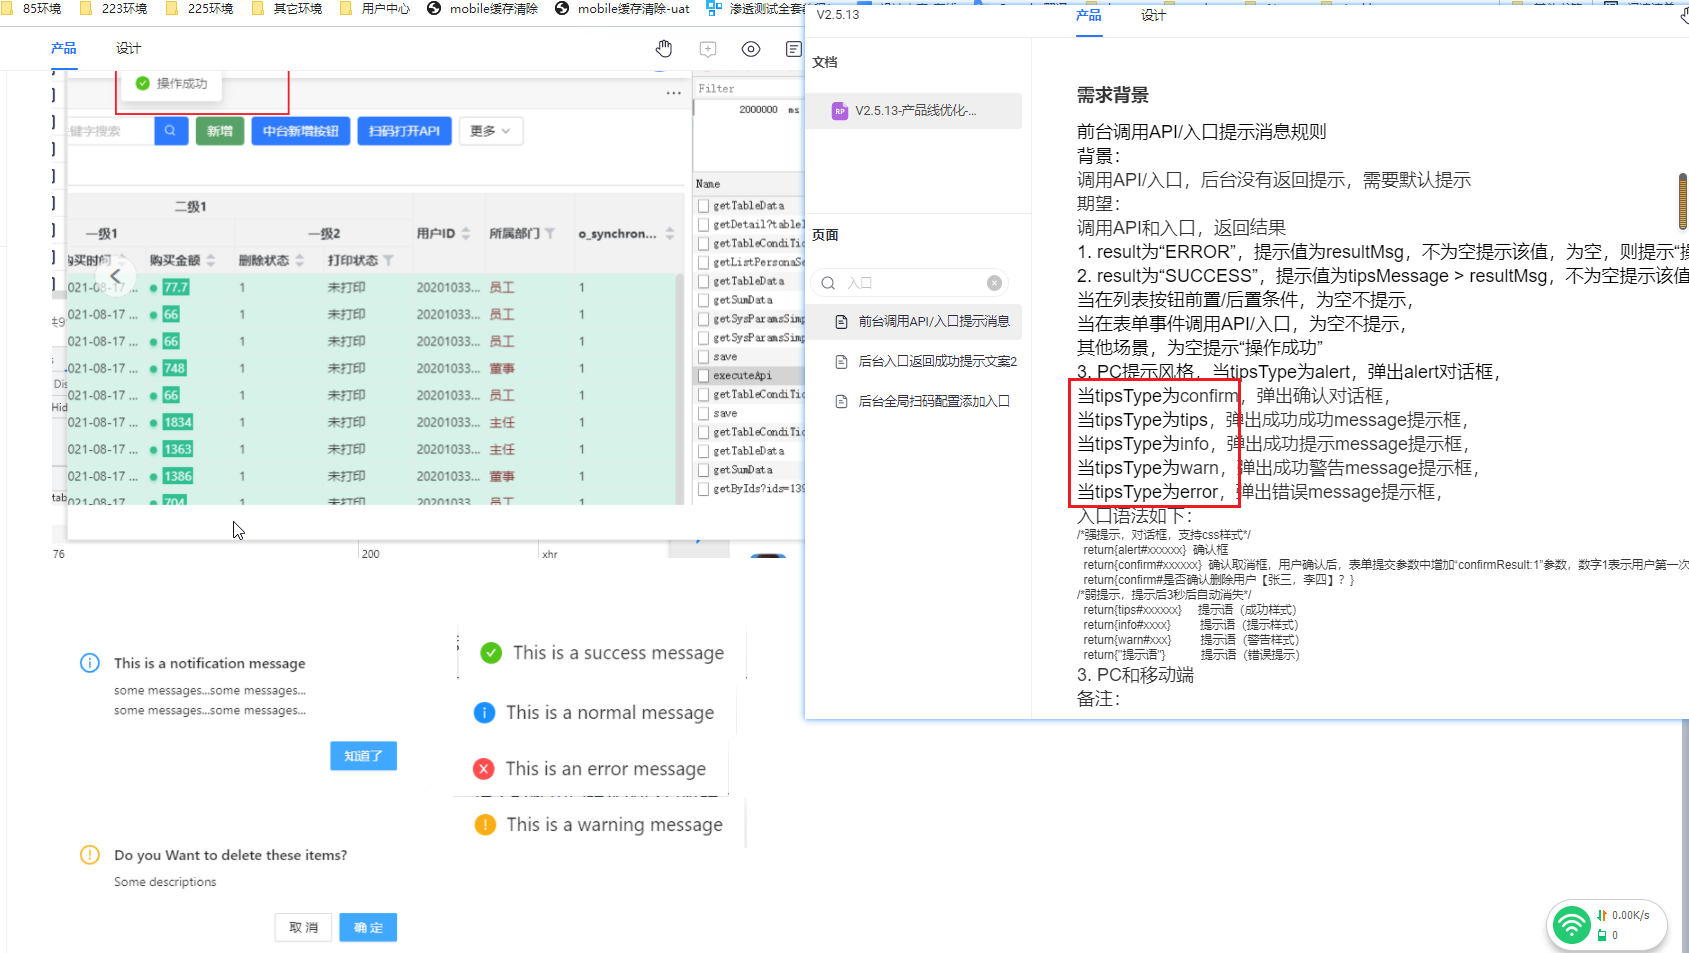 85环境
223环境
225环境
其它环境
用户中心
mobile缓存清除
mobile缓存清除-uat
渗透测试全套
产品
设计
操作成功
键字搜索
新增
中台新增按钮
扫码打开API
更多
二级1
一级1
一级2
用户ID
所属部门
o_synchron...
购买时间
购买金额
删除状态
打印状态
021-08-17 ...
77.7
1
未打印
20201033...
员工
1
021-08-17 ...
66
1
未打印
20201033...
员工
1
021-08-17 ...
66
1
未打印
20201033...
员工
1
021-08-17 ...
748
1
未打印
20201033...
董事
1
021-08-17 ...
66
1
未打印
20201033...
员工
1
021-08-17 ...
1834
1
未打印
20201033...
主任
1
021-08-17 ...
1363
1
未打印
20201033...
主任
1
021-08-17 ...
1386
1
未打印
20201033...
董事
1
021-08-17 ...
704
1
未打印
20201033...
员工
1
Filter
2000000 ms
Name
getTableData
getDetail?tableI
getTableCondiTio
getListPersonaSe
getTableData
getSumData
getSysParamsSimp
getSysParamsSimp
save
executeApi
getTableCondiTio
save
getTableCondiTio
getTableData
getSumData
getByIds?ids=139
共9
Dis
Hid
tab
76
200
xhr
This is a notification message
some messages...some messages...
some messages...some messages...
知道了
Do you Want to delete these items?
Some descriptions
取 消
确 定
This is a success message
This is a normal message
This is an error message
This is a warning message
V2.5.13
产品
设计
文档
RP
V2.5.13-产品线优化-...
页面
入口
前台调用API/入口提示消息
后台入口返回成功提示文案2
后台全局扫码配置添加入口
需求背景
前台调用API/入口提示消息规则
背景：
调用API/入口，后台没有返回提示，需要默认提示
期望：
调用API和入口，返回结果
1. result为“ERROR”，提示值为resultMsg，不为空提示该值，为空，则提示“操
2. result为“SUCCESS”，提示值为tipsMessage > resultMsg，不为空提示该值
当在列表按钮前置/后置条件，为空不提示，
当在表单事件调用API/入口，为空不提示，
其他场景，为空提示“操作成功”
3. PC提示风格，当tipsType为alert，弹出alert对话框，
当tipsType为confirm，弹出确认对话框，
当tipsType为tips，弹出成功成功message提示框，
当tipsType为info，弹出成功提示message提示框，
当tipsType为warn，弹出成功警告message提示框，
当tipsType为error，弹出错误message提示框，
入口语法如下：
/*强提示，对话框，支持css样式*/
return{alert#xxxxxx} 确认框
return{confirm#xxxxxx} 确认取消框，用户确认后，表单提交参数中增加“confirmResult:1”参数，数字1表示用户第一次
return{confirm#是否确认删除用户【张三，李四】？}
/*弱提示，提示后3秒后自动消失*/
return{tips#xxxxxx} 提示语（成功样式）
return{info#xxxx} 提示语（提示样式）
return{warn#xxx} 提示语（警告样式）
return{"提示语"} 提示语（错误提示）
3. PC和移动端
备注：
0.00K/s
0